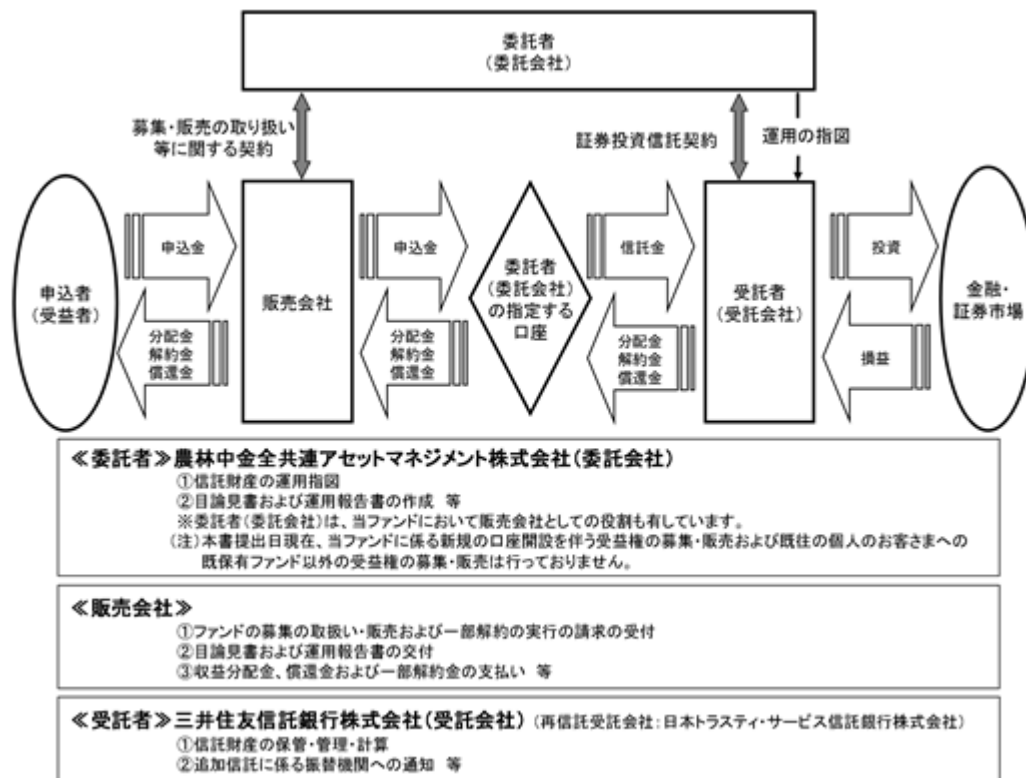 委託者
(委託会社)
募集・販売の取り扱い
等に関する契約
証券投資信託契約
運用の指図
申込者
(受益者)
申込金
分配金
解約金
償還金
販売会社
申込金
分配金
解約金
償還金
委託者
(委託会社)
の指定する
口座
信託金
分配金
解約金
償還金
受託者
(受託会社)
投資
損益
金融・
証券市場
≪委託者≫農林中金全共連アセットマネジメント株式会社(委託会社)
①信託財産の運用指図
②目論見書および運用報告書の作成 等
※委託者(委託会社)は、当ファンドにおいて販売会社としての役割も有しています。
(注)本書提出日現在、当ファンドに係る新規の口座開設を伴う受益権の募集・販売および既往の個人のお客さまへの
既保有ファンド以外の受益権の募集・販売は行っておりません。
≪販売会社≫
①ファンドの募集の取扱い・販売および一部解約の実行の請求の受付
②目論見書および運用報告書の交付
③収益分配金、償還金および一部解約金の支払い 等
≪受託者≫三井住友信託銀行株式会社(受託会社)(再信託受託会社:日本トラスティ・サービス信託銀行株式会社)
①信託財産の保管・管理・計算
②追加信託に係る振替機関への通知 等